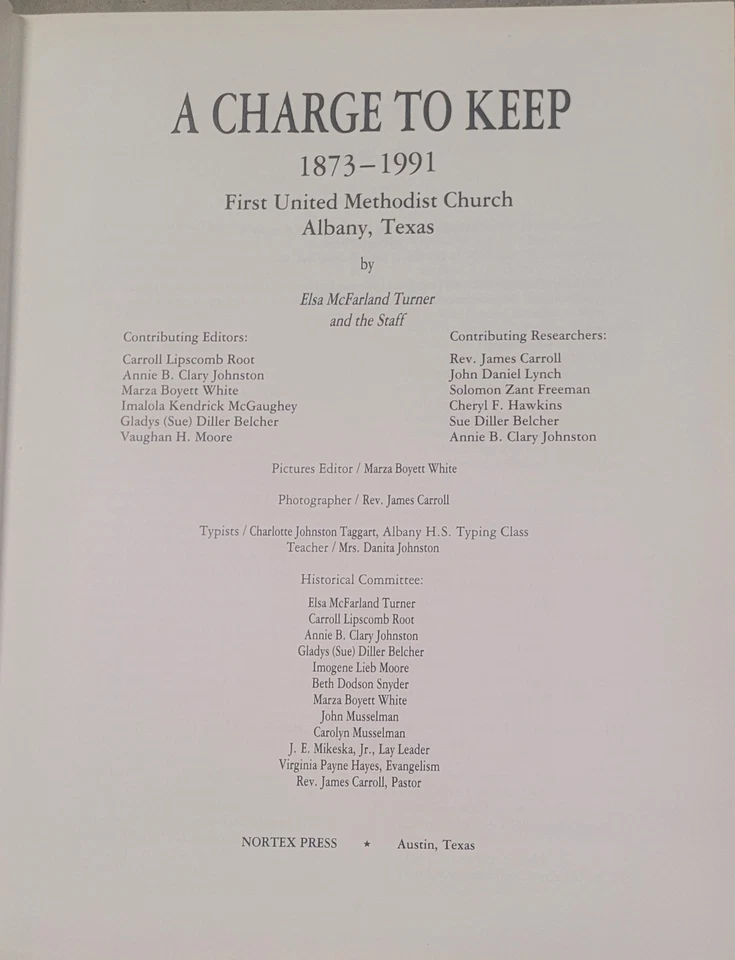 A CHARGE TO KEEP
1873–1991
First United Methodist Church
Albany, Texas
by
Elsa McFarland Turner
and the Staff
Contributing Editors:
Carroll Lipscomb Root
Annie B. Clary Johnston
Marza Boyett White
Imalola Kendrick McGaughey
Gladys (Sue) Diller Belcher
Vaughan H. Moore
Contributing Researchers:
Rev. James Carroll
John Daniel Lynch
Solomon Zant Freeman
Cheryl F. Hawkins
Sue Diller Belcher
Annie B. Clary Johnston
Pictures Editor / Marza Boyett White
Photographer / Rev. James Carroll
Typists / Charlotte Johnston Taggart, Albany H.S. Typing Class
Teacher / Mrs. Danita Johnston
Historical Committee:
Elsa McFarland Turner
Carroll Lipscomb Root
Annie B. Clary Johnston
Gladys (Sue) Diller Belcher
Imogene Lieb Moore
Beth Dodson Snyder
Marza Boyett White
John Musselman
Carolyn Musselman
J. E. Mikeska, Jr., Lay Leader
Virginia Payne Hayes, Evangelism
Rev. James Carroll, Pastor
NORTEX PRESS ★ Austin, Texas